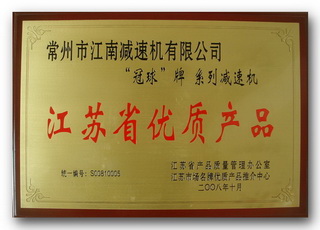 常州市江南减速机有限公司
“冠球”牌 系列减速机
江苏省优质产品
江苏省产品质量管理办公室
统一编号:SC0810005
江苏市场名牌优质产品推介中心
二〇〇八年十月